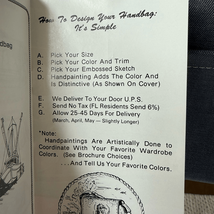 How To Design Your Handbag:
It's Simple
A. Pick Your Size
B. Pick Your Color and Trim
C. Pick Your Embossed Sketch
D. Handpainting Adds The Color And
Is Distinctive (As Shown On Cover)
E. We Deliver To Your Door U.P.S.
F. Send No Tax (FL Residents Send 6%)
G. Allow 25-45 Days For Delivery
(March, April, May — Slightly Longer)
*Note:
Handpaintings are Artistically Done to
Coordinate With Your Favorite Wardrobe
Colors. (See Brochure Choices)
. . . And Tell Us Your Favorite Colors.